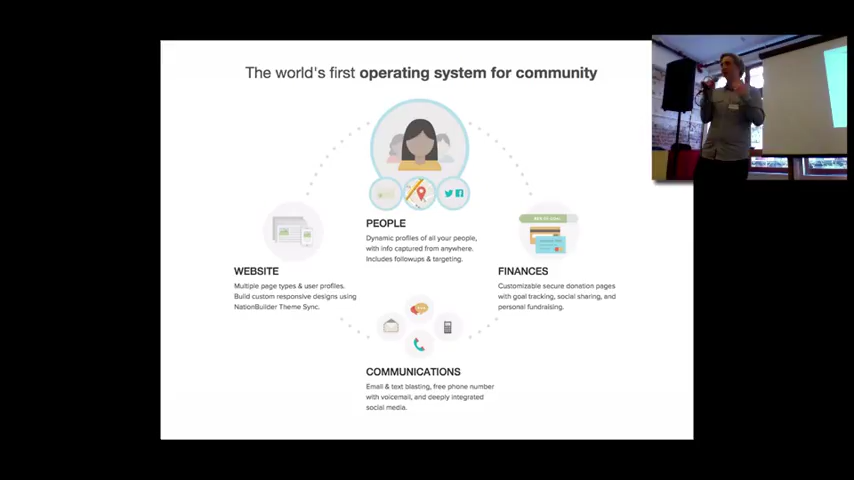 The world's first operating system for community
PEOPLE
Dynamic profiles of all your people,
with info captured from anywhere.
Includes followups & targeting.
WEBSITE
Multiple page types & user profiles.
Build custom responsive designs using
NationBuilder Theme Sync.
FINANCES
Customizable secure donation pages
with goal tracking, social sharing, and
personal fundraising.
COMMUNICATIONS
Email & text blasting, free phone number
with voicemail, and deeply integrated
social media.